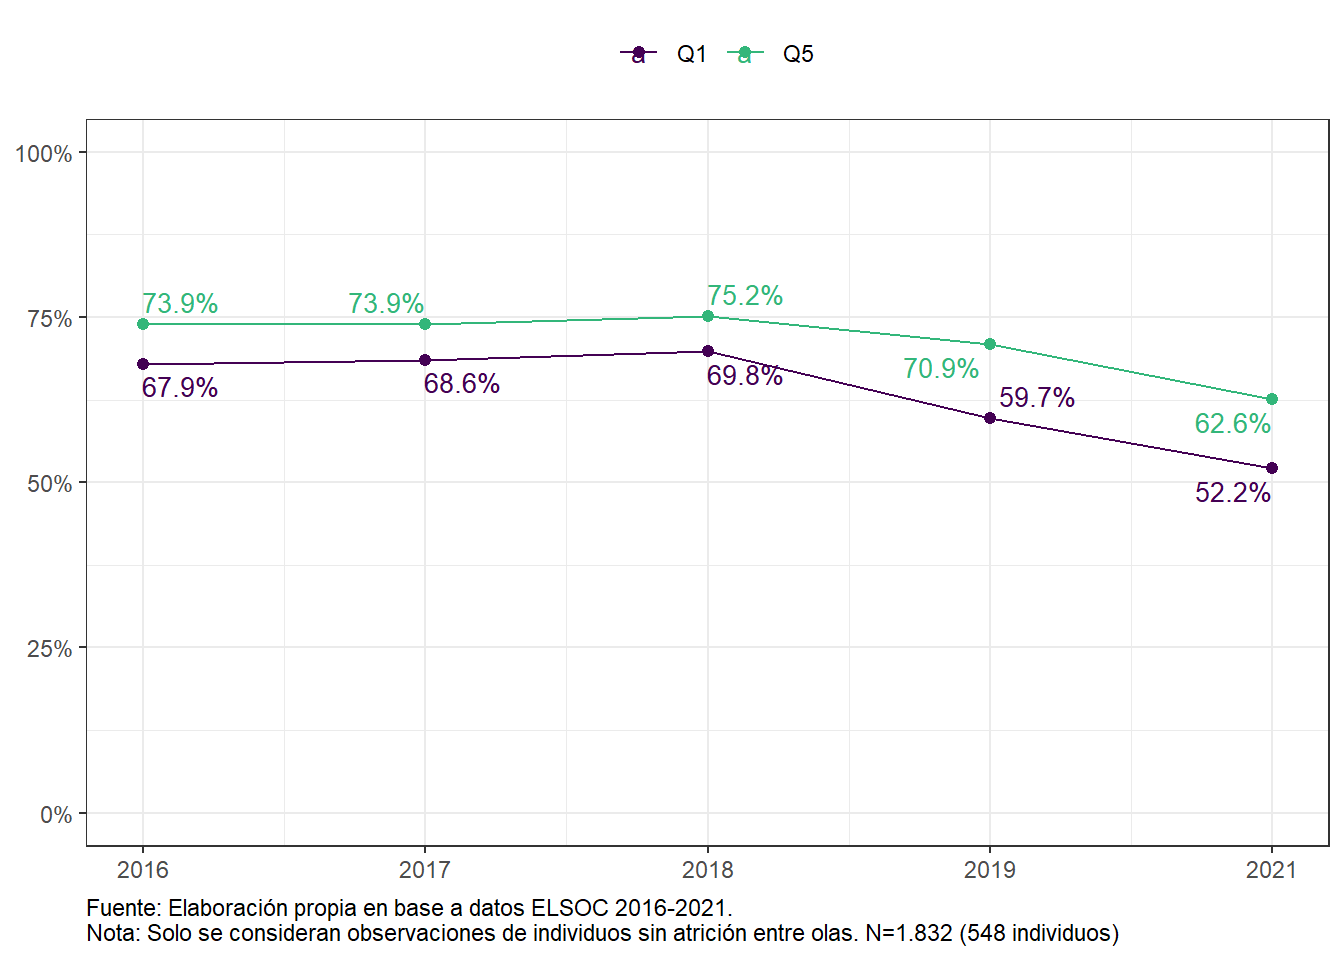 a Q1 a Q5
100%
75%
50%
25%
0%
73.9% 73.9% 75.2% 70.9% 62.6%
67.9% 68.6% 69.8% 59.7% 52.2%
2016 2017 2018 2019 2021
Fuente: Elaboración propia en base a datos ELSOC 2016-2021.
Nota: Solo se consideran observaciones de individuos sin atrición entre olas. N=1.832 (548 individuos)